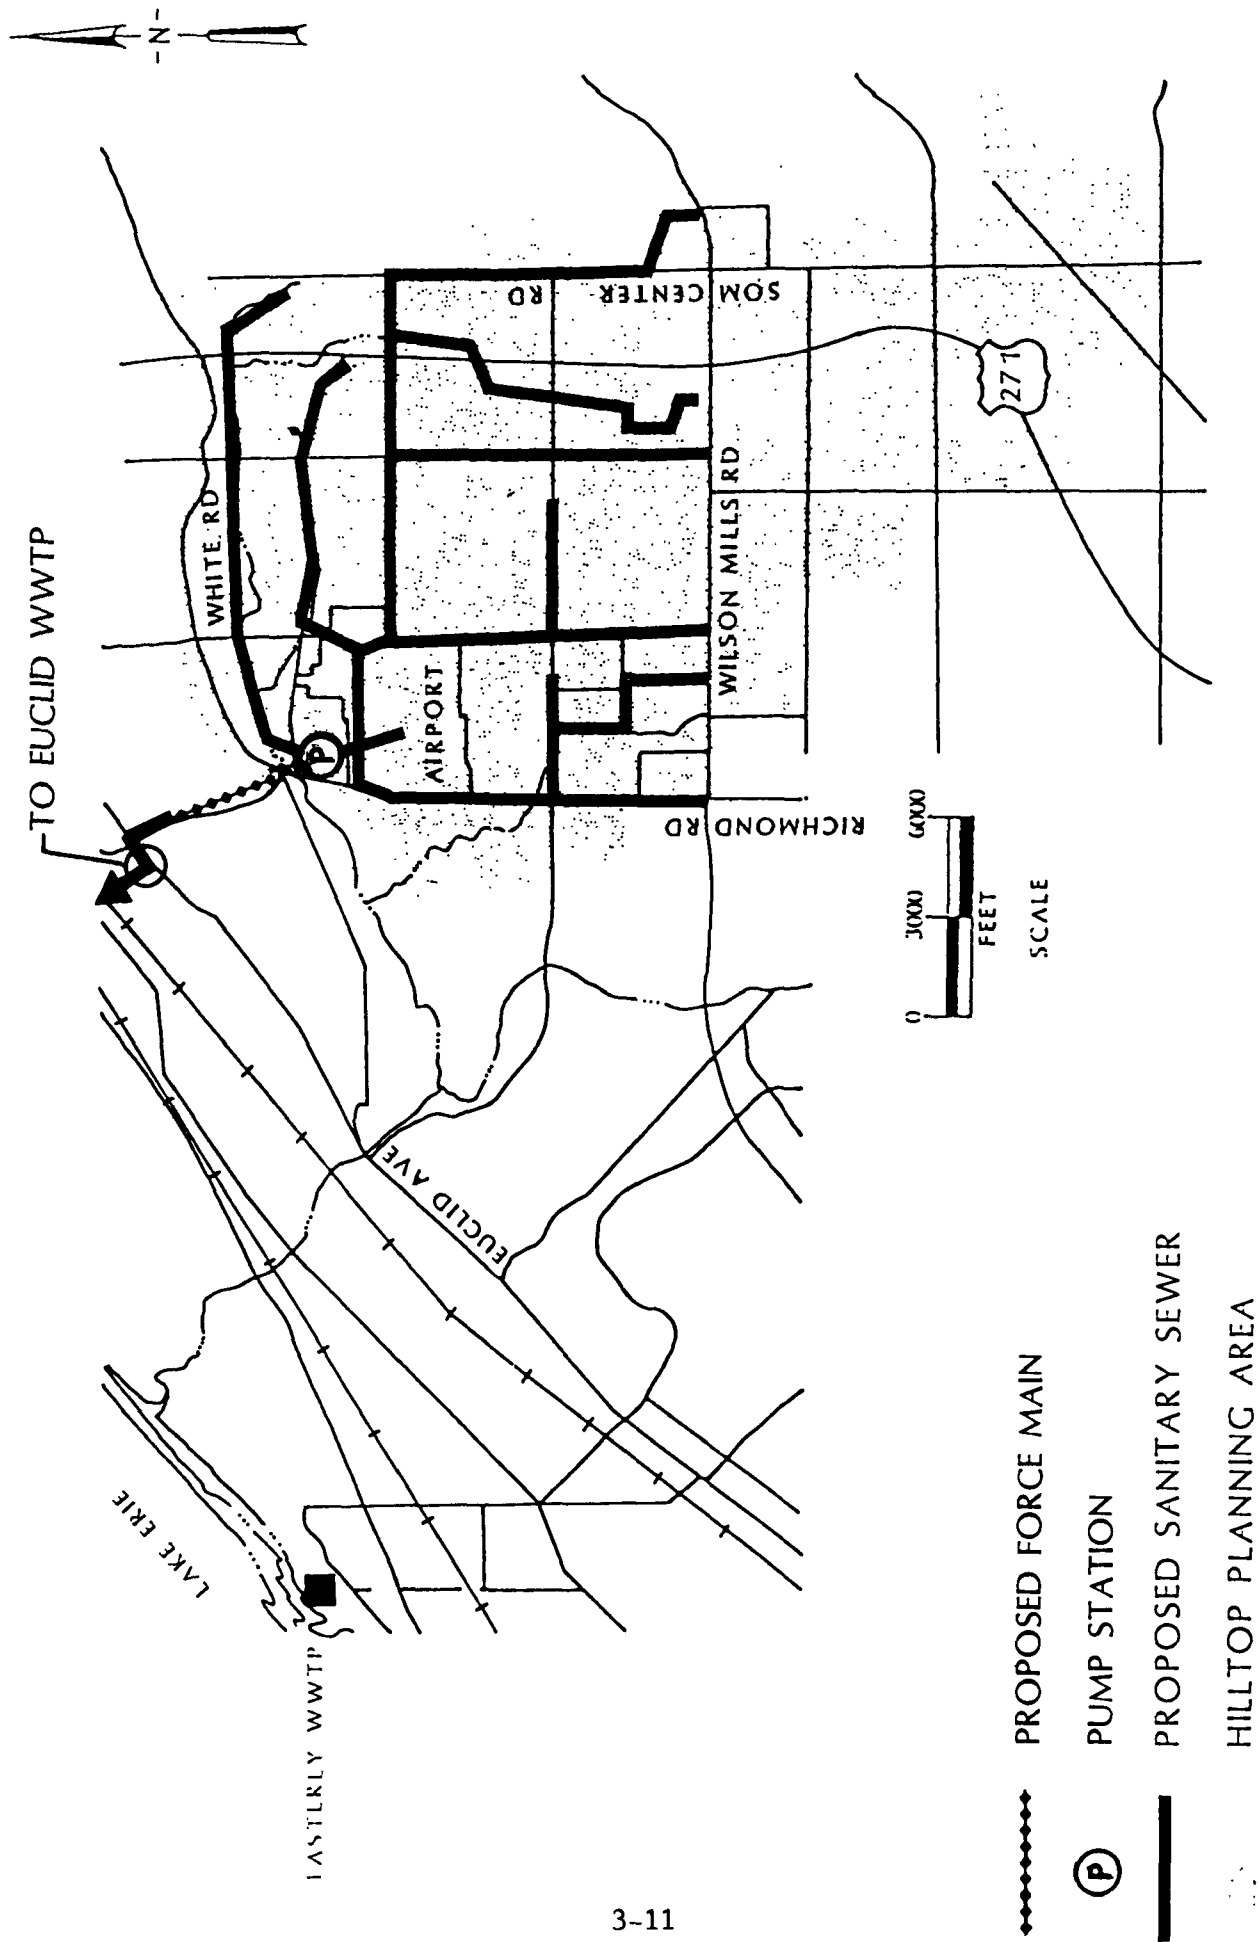 -N-
TO EUCLID WWTP
WHITE RD
SOM CENTER RD
AIRPORT
WILSON MILLS RD
RICHMOND RD
271
EUCLID AVE
LAKE ERIE
EASTERLY WWTP
0 3000 6000
FEET
SCALE
P
PROPOSED FORCE MAIN
P PUMP STATION
PROPOSED SANITARY SEWER
HILLTOP PLANNING AREA
3-11